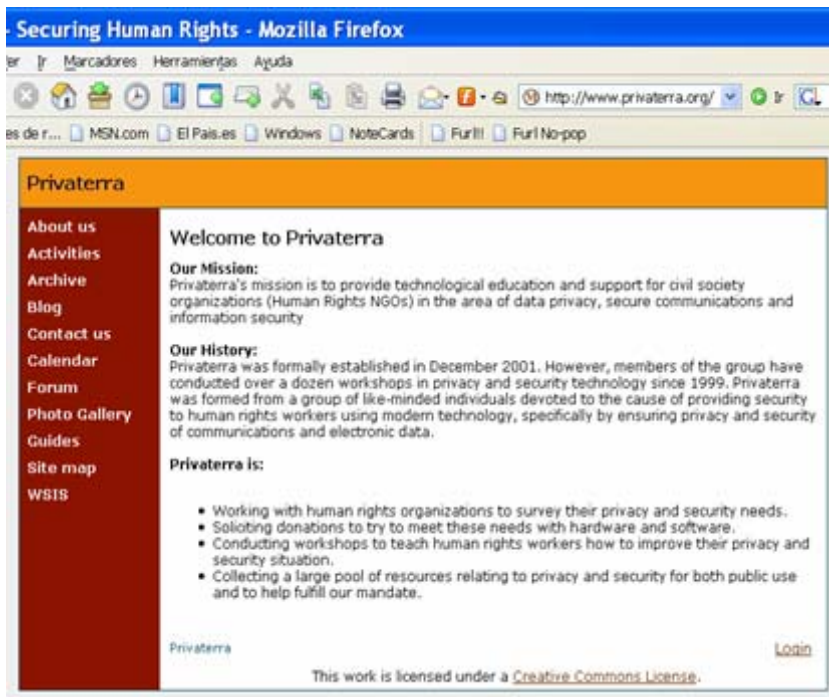 - Securing Human Rights - Mozilla Firefox
er Ir Marcadores Herramientas Ayuda
http://www.privaterra.org/ Ir
es de r... MSN.com El Pais.es Windows NoteCards Furl!! Furl No-pop
Privaterra
About us
Activities
Archive
Blog
Contact us
Calendar
Forum
Photo Gallery
Guides
Site map
WSIS
Welcome to Privaterra
Our Mission:
Privaterra's mission is to provide technological education and support for civil society
organizations (Human Rights NGOs) in the area of data privacy, secure communications and
information security
Our History:
Privaterra was formally established in December 2001. However, members of the group have
conducted over a dozen workshops in privacy and security technology since 1999. Privaterra
was formed from a group of like-minded individuals devoted to the cause of providing security
to human rights workers using modern technology, specifically by ensuring privacy and security
of communications and electronic data.
Privaterra is:
• Working with human rights organizations to survey their privacy and security needs.
• Soliciting donations to try to meet these needs with hardware and software.
• Conducting workshops to teach human rights workers how to improve their privacy and
security situation.
• Collecting a large pool of resources relating to privacy and security for both public use
and to help fulfill our mandate.
Privaterra Login
This work is licensed under a Creative Commons License.